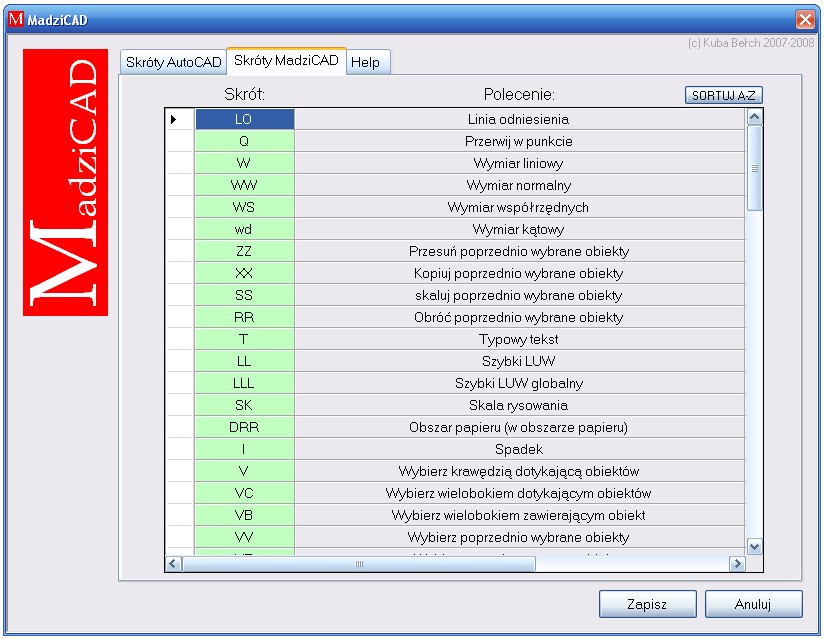 M MadziCAD
(c) Kuba Bełch 2007-2008
MadziCAD
Skróty AutoCAD Skróty MadziCAD Help
Skrót: Polecenie: SORTUJ A-Z
LO Linia odniesienia
Q Przerwij w punkcie
W Wymiar liniowy
WW Wymiar normalny
WS Wymiar współrzędnych
wd Wymiar kątowy
ZZ Przesuń poprzednio wybrane obiekty
XX Kopiuj poprzednio wybrane obiekty
SS skaluj poprzednio wybrane obiekty
RR Obróć poprzednio wybrane obiekty
T Typowy tekst
LL Szybki LUW
LLL Szybki LUW globalny
SK Skala rysowania
DRR Obszar papieru (w obszarze papieru)
I Spadek
V Wybierz krawędzią dotykającą obiektów
VC Wybierz wielobokiem dotykającym obiektów
VB Wybierz wielobokiem zawierającym obiekt
VV Wybierz poprzednio wybrane obiekty
Zapisz Anuluj